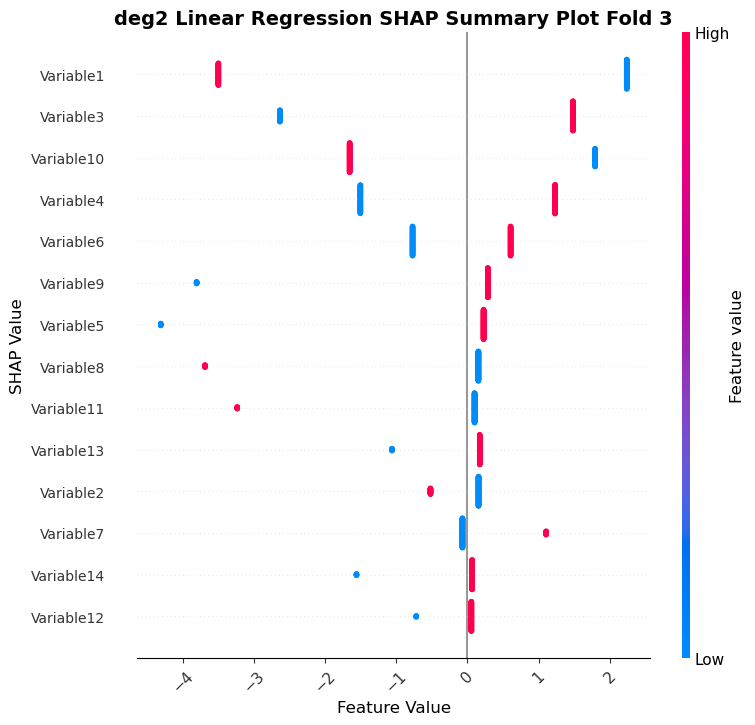 deg2 Linear Regression SHAP Summary Plot Fold 3
High
Variable1
Variable3
Variable10
Variable4
Variable6
Variable9
Variable5
Variable8
Variable11
Variable13
Variable2
Variable7
Variable14
Variable12
SHAP Value
Feature value
Low
−4
−3
−2
−1
0
1
2
Feature Value